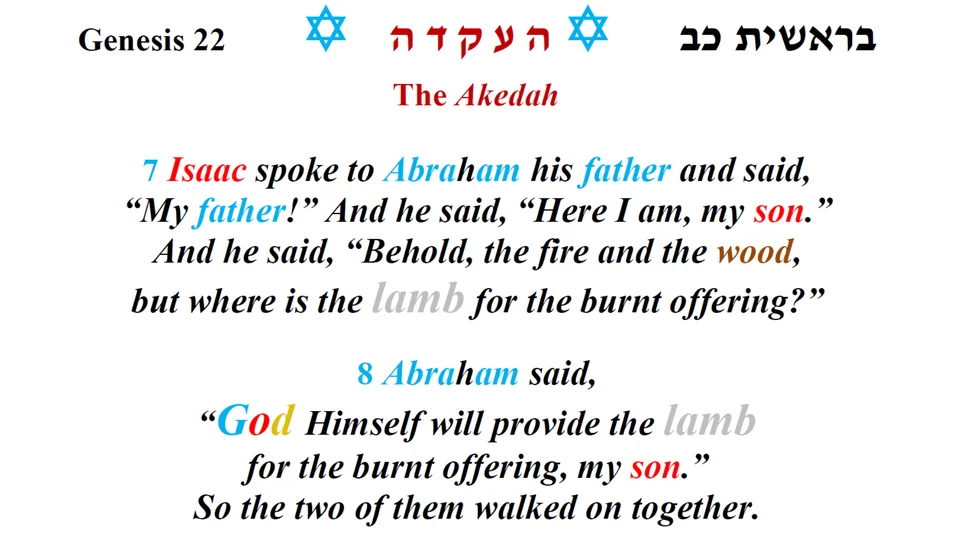 Genesis 22 ה ע ק ד ה בראשית כב
The Akedah
7 Isaac spoke to Abraham his father and said,
“My father!” And he said, “Here I am, my son.”
And he said, “Behold, the fire and the wood,
but where is the lamb for the burnt offering?”
8 Abraham said,
“God Himself will provide the lamb
for the burnt offering, my son.”
So the two of them walked on together.